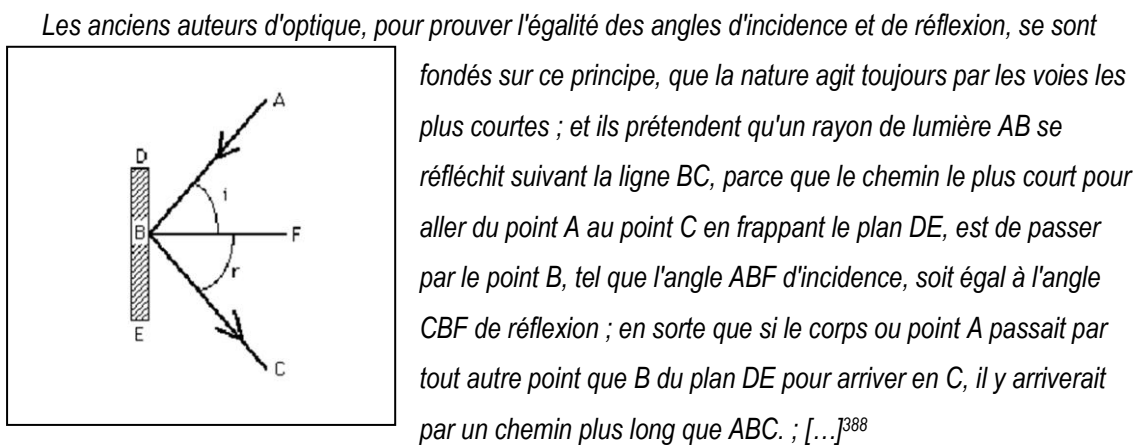 Les anciens auteurs d'optique, pour prouver l'égalité des angles d'incidence et de réflexion, se sont
fondés sur ce principe, que la nature agit toujours par les voies les
plus courtes ; et ils prétendent qu'un rayon de lumière AB se
réfléchit suivant la ligne BC, parce que le chemin le plus court pour
aller du point A au point C en frappant le plan DE, est de passer
par le point B, tel que l'angle ABF d'incidence, soit égal à l'angle
CBF de réflexion ; en sorte que si le corps ou point A passait par
tout autre point que B du plan DE pour arriver en C, il y arriverait
par un chemin plus long que ABC. ; […]388
A
D
i
B
F
r
E
C